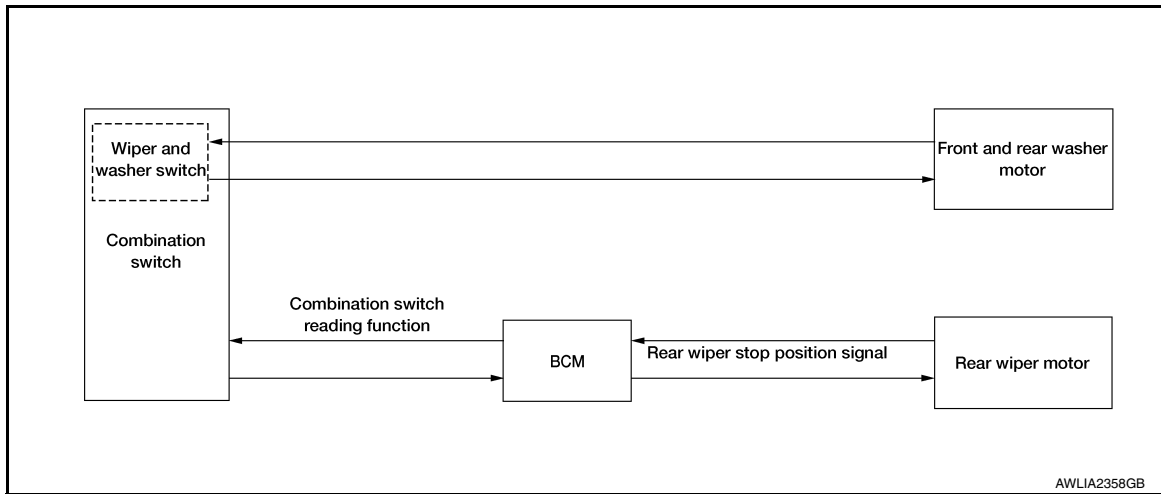 Wiper and
washer switch
Front and rear washer
motor
Combination
switch
Combination switch
reading function
BCM
Rear wiper stop position signal
Rear wiper motor
AWLIA2358GB